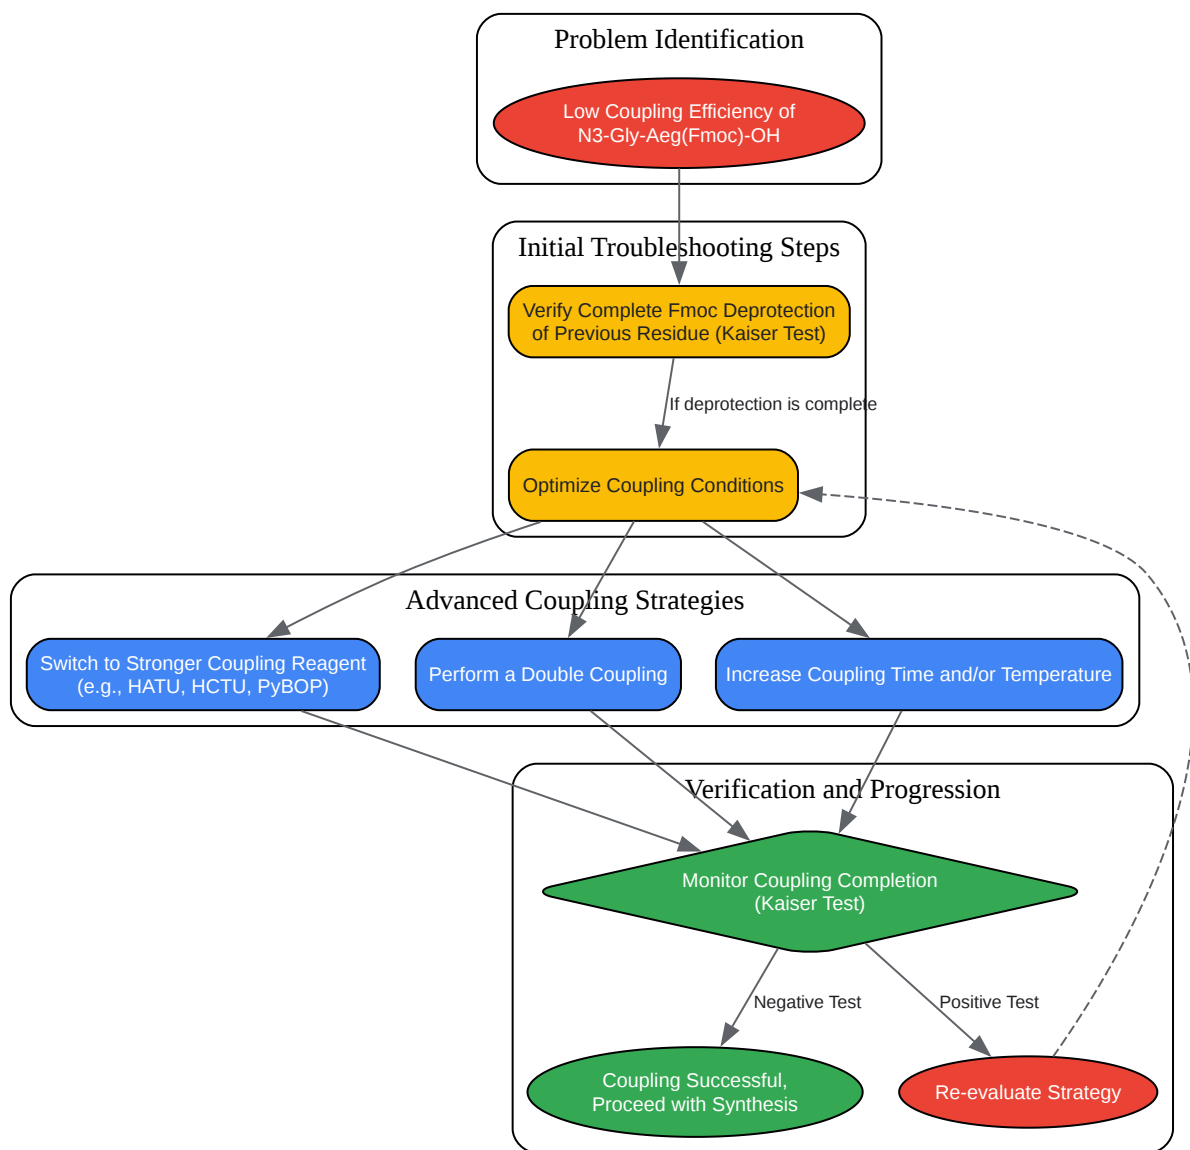 Problem Identification
Low Coupling Efficiency of
N3-Gly-Aeg(Fmoc)-OH
Initial Troubleshooting Steps
Verify Complete Fmoc Deprotection
of Previous Residue (Kaiser Test)
If deprotection is complete
Optimize Coupling Conditions
Advanced Coupling Strategies
Switch to Stronger Coupling Reagent
(e.g., HATU, HCTU, PyBOP)
Perform a Double Coupling
Increase Coupling Time and/or Temperature
Verification and Progression
Monitor Coupling Completion
(Kaiser Test)
Negative Test
Positive Test
Coupling Successful,
Proceed with Synthesis
Re-evaluate Strategy